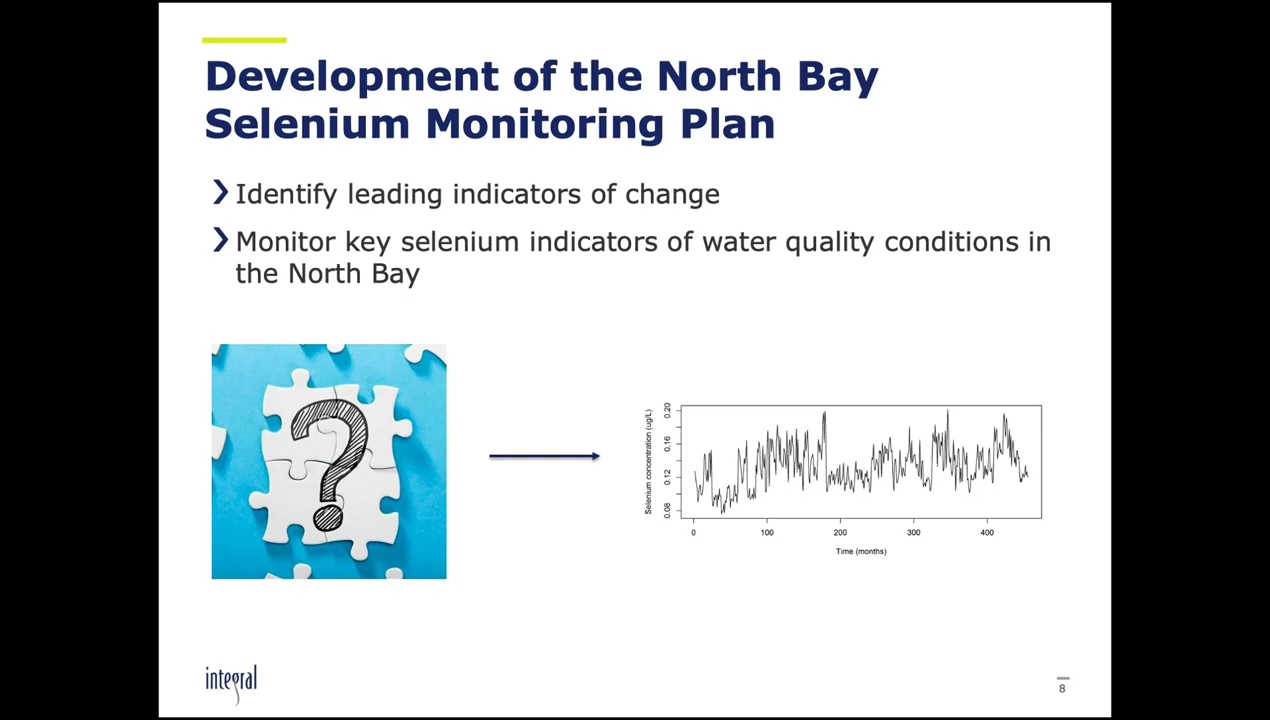 Development of the North Bay
Selenium Monitoring Plan
Identify leading indicators of change
Monitor key selenium indicators of water quality conditions in
the North Bay
?
Selenium concentration (ug/L)
0.20
0.16
0.12
0.08
0 100 200 300 400
Time (months)
integral
8